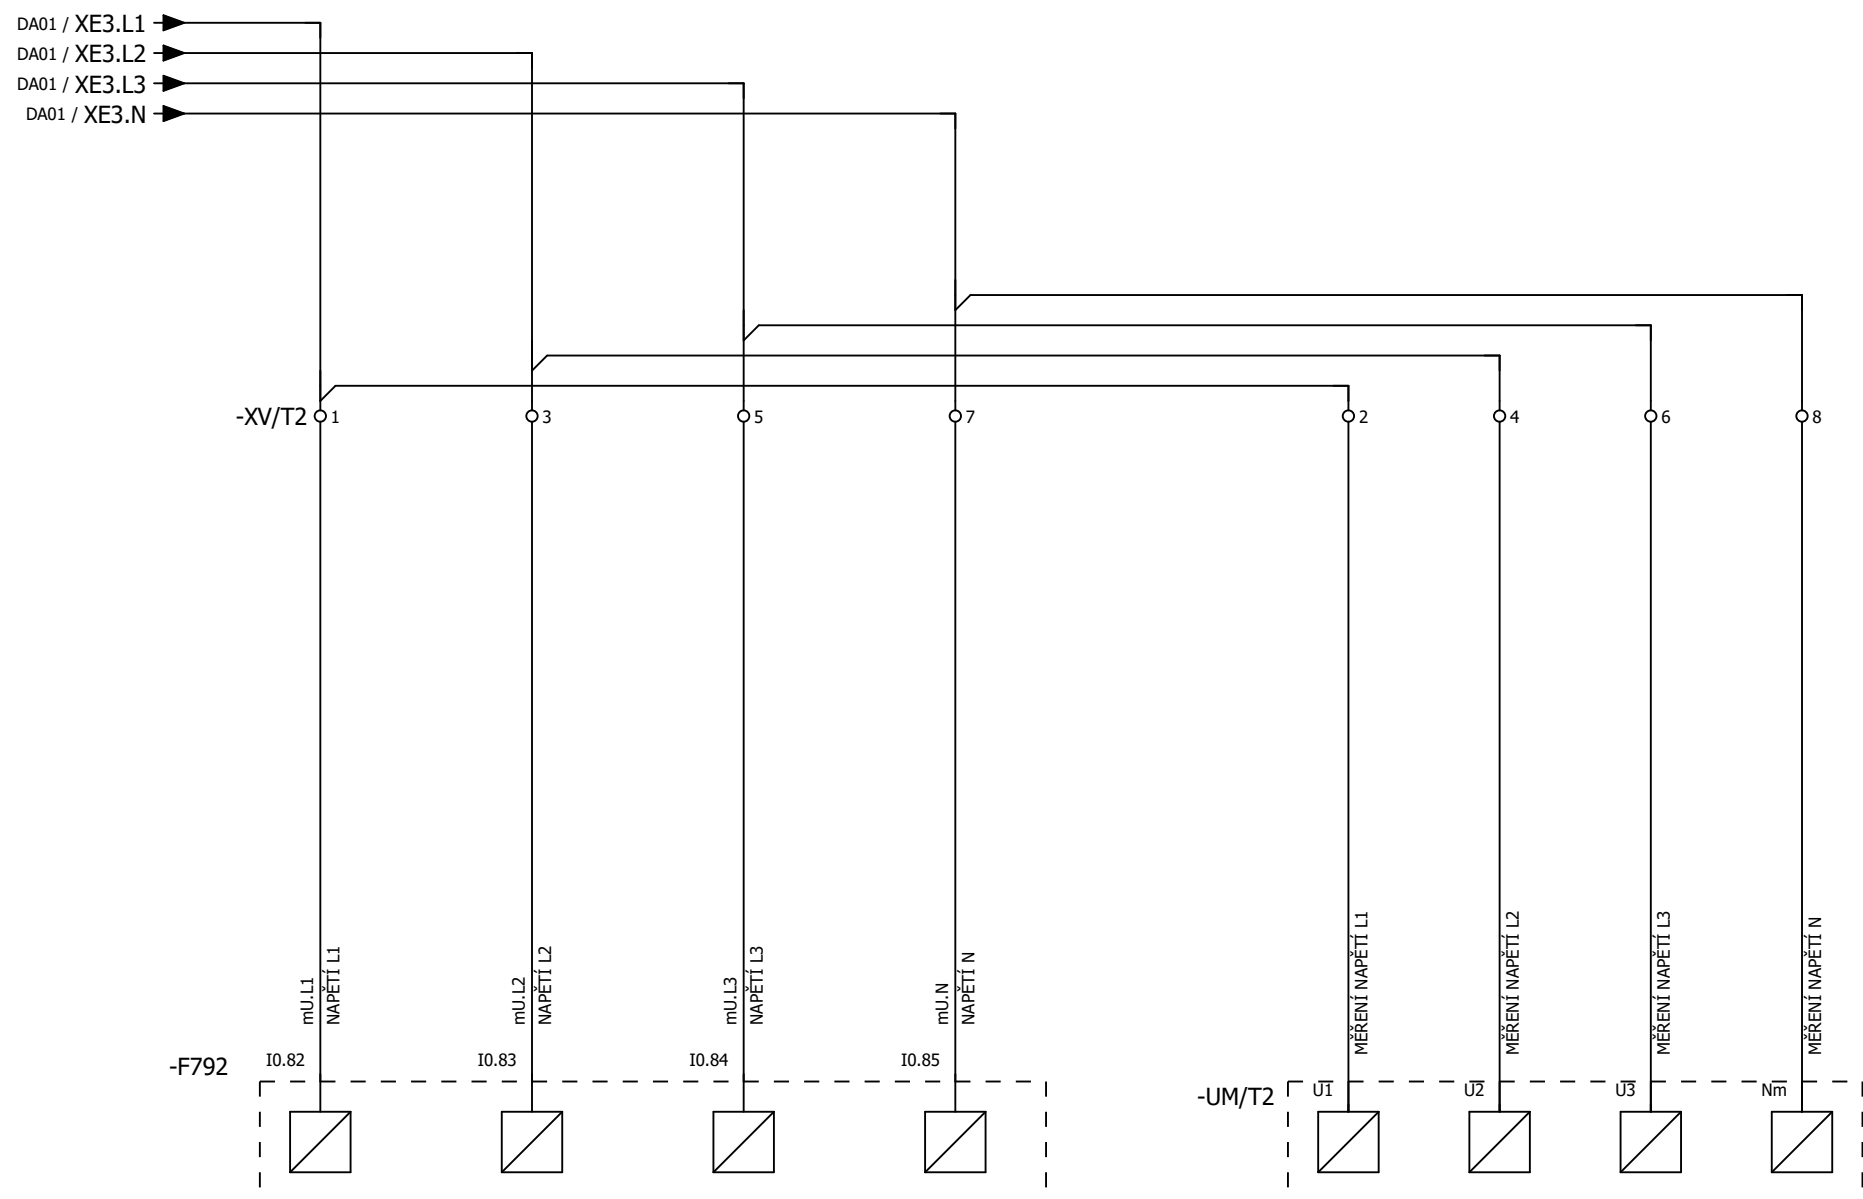 DA01 / XE3.L1
DA01 / XE3.L2
DA01 / XE3.L3
DA01 / XE3.N
-XV/T2 1 3 5 7 2 4 6 8
mU.L1
NAPĚTÍ L1
mU.L2
NAPĚTÍ L2
mU.L3
NAPĚTÍ L3
mU.N
NAPĚTÍ N
MĚŘENÍ NAPĚTÍ L1
MĚŘENÍ NAPĚTÍ L2
MĚŘENÍ NAPĚTÍ L3
MĚŘENÍ NAPĚTÍ N
-F792 I0.82 I0.83 I0.84 I0.85
-UM/T2 U1 U2 U3 Nm